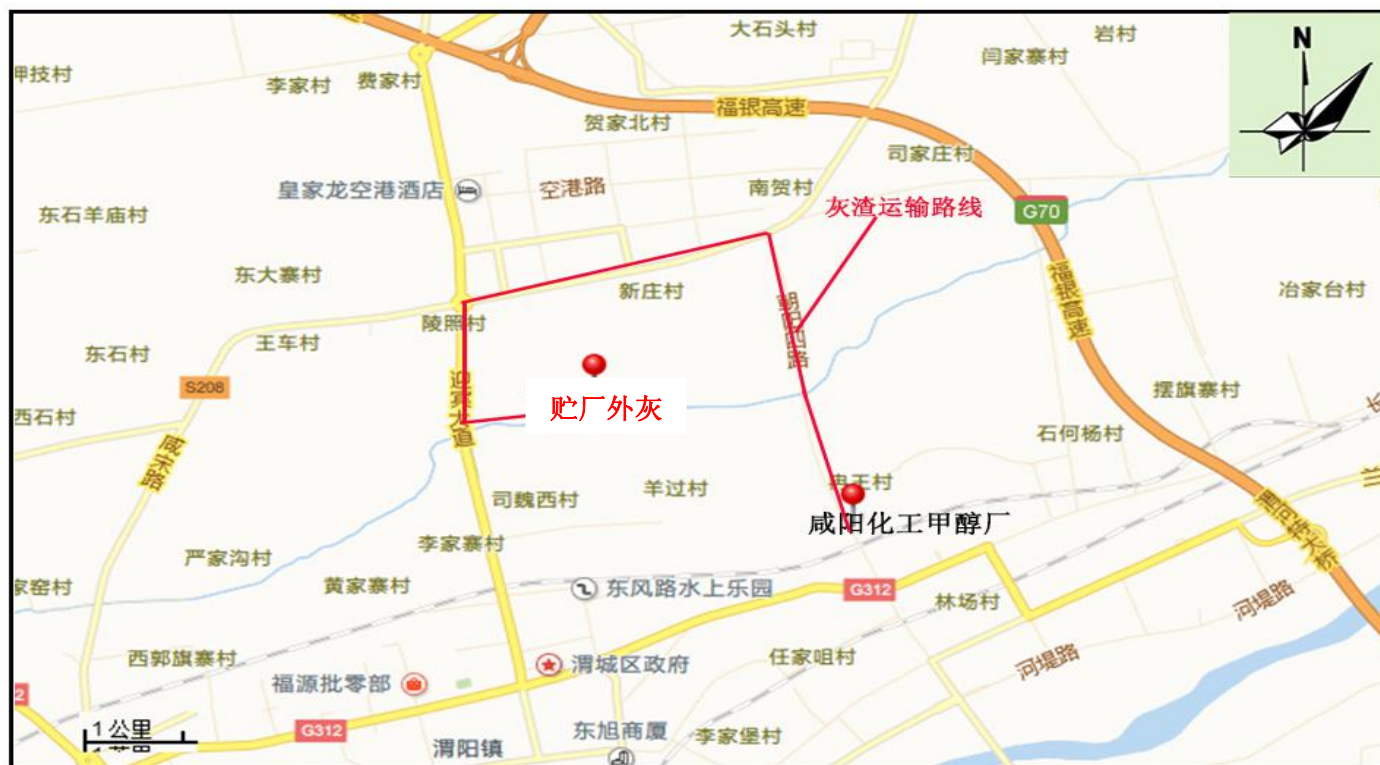 大石头村
岩村
N
闫家寨村
李家村
费家村
福银高速
贺家北村
司家庄村
皇家龙空港酒店
空港路
南贺村
灰渣运输路线
G70
东石羊庙村
东大寨村
新庄村
福银高速
冶家台村
陵照村
王车村
东石村
S208
迎宾大道
贮厂外灰
摆旗寨村
西石村
石何杨村
咸宋路
司魏西村
羊过村
冉王村
咸阳化工甲醇厂
李家寨村
严家沟村
家窑村
黄家寨村
东风路水上乐园
G312
林场村
河堤路
西郭旗寨村
渭城区政府
任家咀村
河堤路
福源批零部
1 公里
G312
东旭商厦
李家堡村
渭阳镇